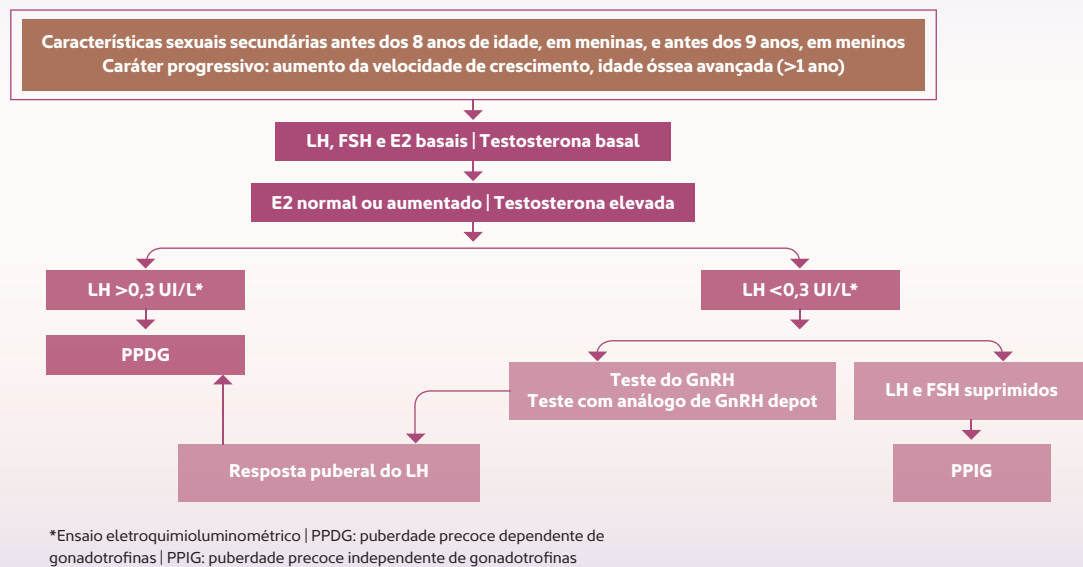 Características sexuais secundárias antes dos 8 anos de idade, em meninas, e antes dos 9 anos, em meninos
Caráter progressivo: aumento da velocidade de crescimento, idade óssea avançada (>1 ano)
LH, FSH e E2 basais | Testosterona basal
E2 normal ou aumentado | Testosterona elevada
LH >0,3 UI/L*
LH <0,3 UI/L*
PPDG
Teste do GnRH
Teste com análogo de GnRH depot
LH e FSH suprimidos
Resposta puberal do LH
PPIG
*Ensaio eletroquimioluminométrico | PPDG: puberdade precoce dependente de
gonadotrofinas | PPIG: puberdade precoce independente de gonadotrofinas